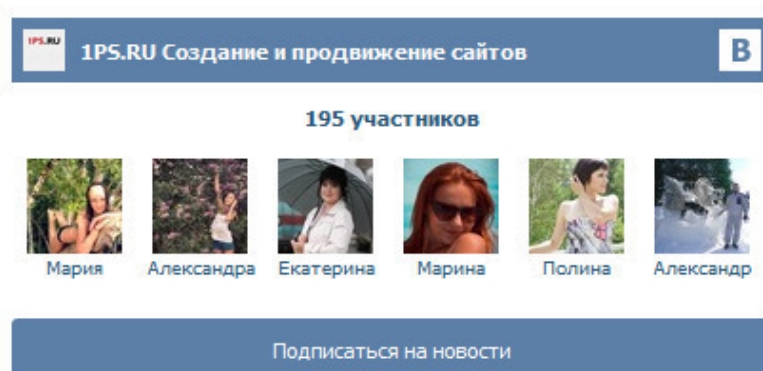 1PS.RU
1PS.RU Создание и продвижение сайтов
B
195 участников
Мария Александра Екатерина Марина Полина Александр
Подписаться на новости